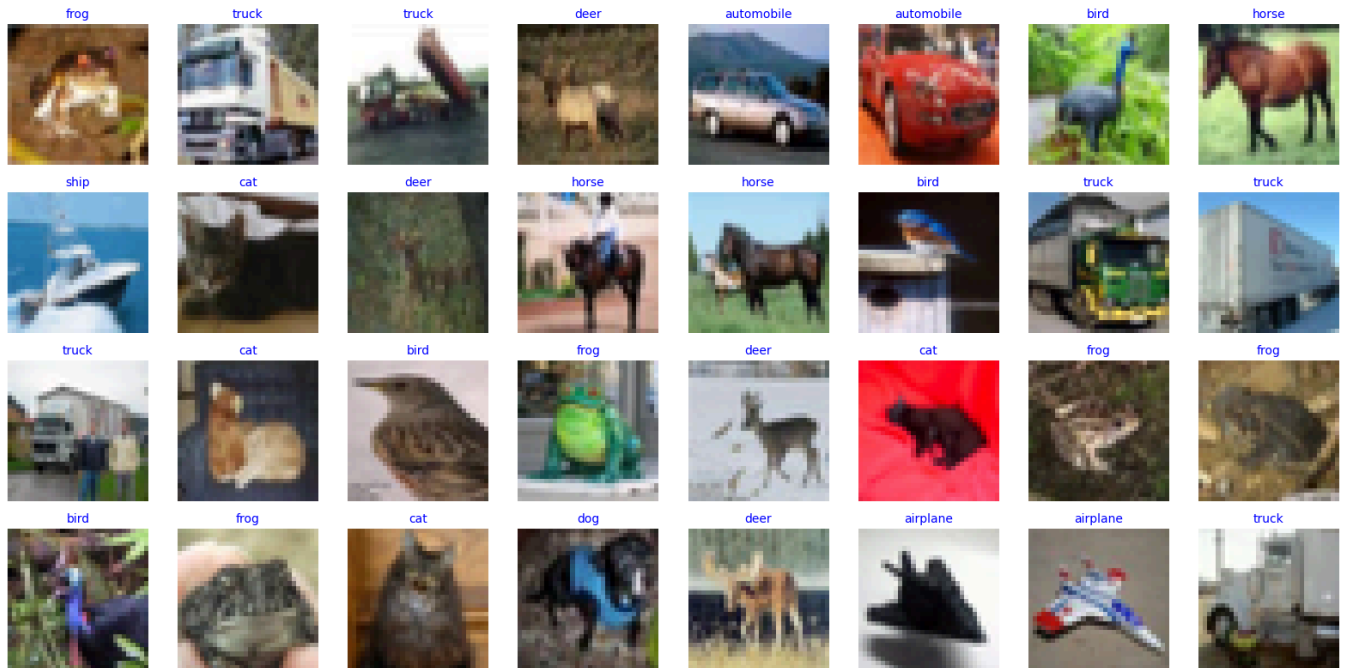 frog truck truck deer automobile automobile bird horse
ship cat deer horse horse bird truck truck
truck cat bird frog deer cat frog frog
bird frog cat dog deer airplane airplane truck